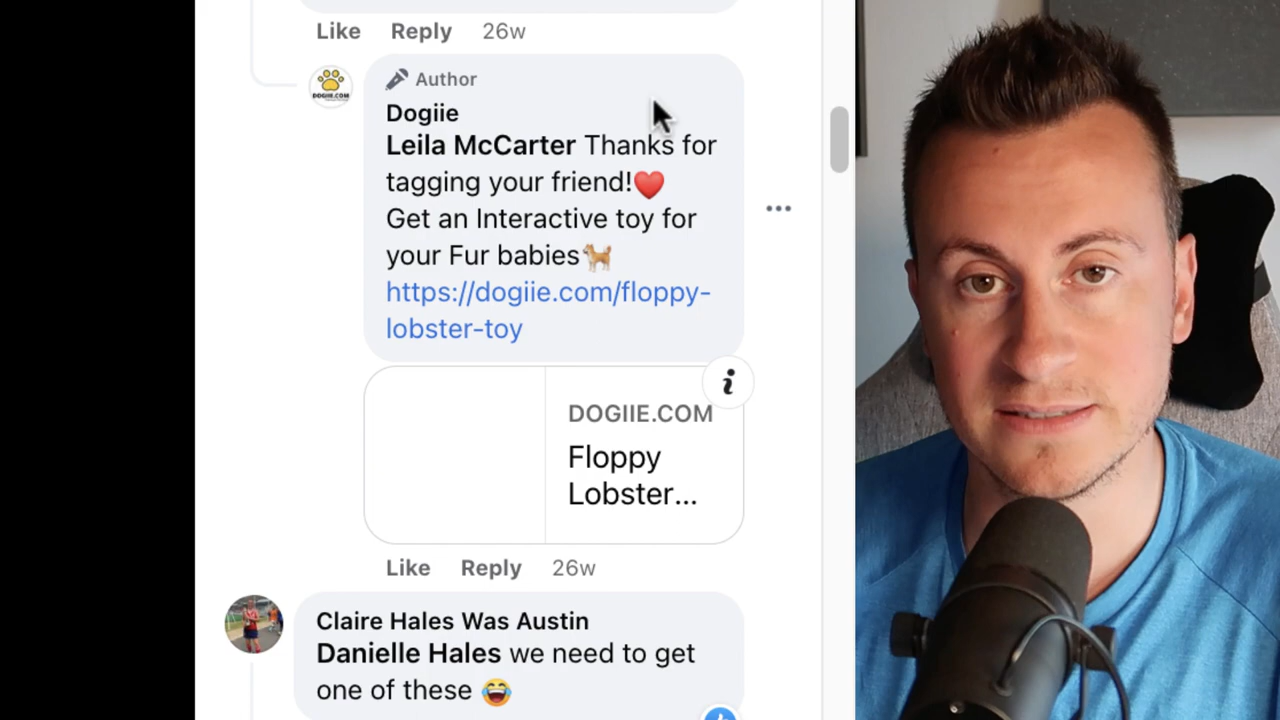 Like Reply 26w
Author
Dogiie
Leila McCarter Thanks for
tagging your friend!❤️
Get an Interactive toy for
your Fur babies🐕
https://dogiie.com/floppy-
lobster-toy
DOGIIE.COM
i
DOGIIE.COM
Floppy
Lobster...
Like Reply 26w
Claire Hales Was Austin
Danielle Hales we need to get
one of these 😂